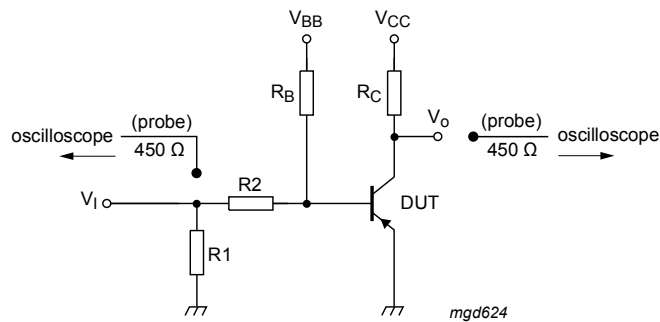 VBB
VCC
RB
RC
Vo
(probe)
450 Ω
oscilloscope
(probe)
450 Ω
oscilloscope
R2
VI
DUT
R1
mgd624